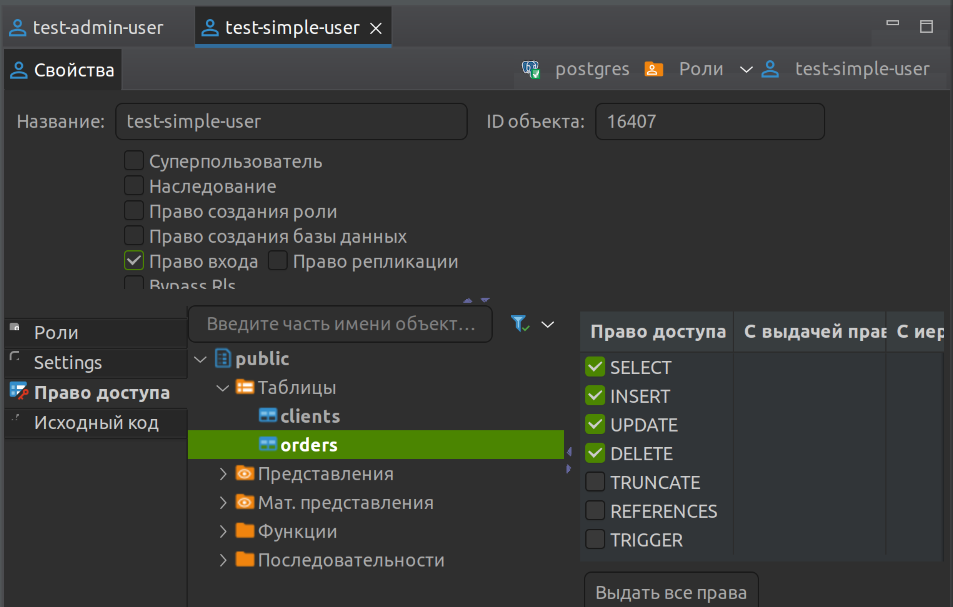 test-admin-user
test-simple-user
Свойства
postgres Роли test-simple-user
Название: test-simple-user ID объекта: 16407
Суперпользователь
Наследование
Право создания роли
Право создания базы данных
Право входа Право репликации
Bypass Rls
Роли
Settings
Право доступа
Исходный код
Введите часть имени объект...
public
Таблицы
clients
orders
Представления
Мат. представления
Функции
Последовательности
Право доступа С выдачей прав С иер
SELECT
INSERT
UPDATE
DELETE
TRUNCATE
REFERENCES
TRIGGER
Выдать все права